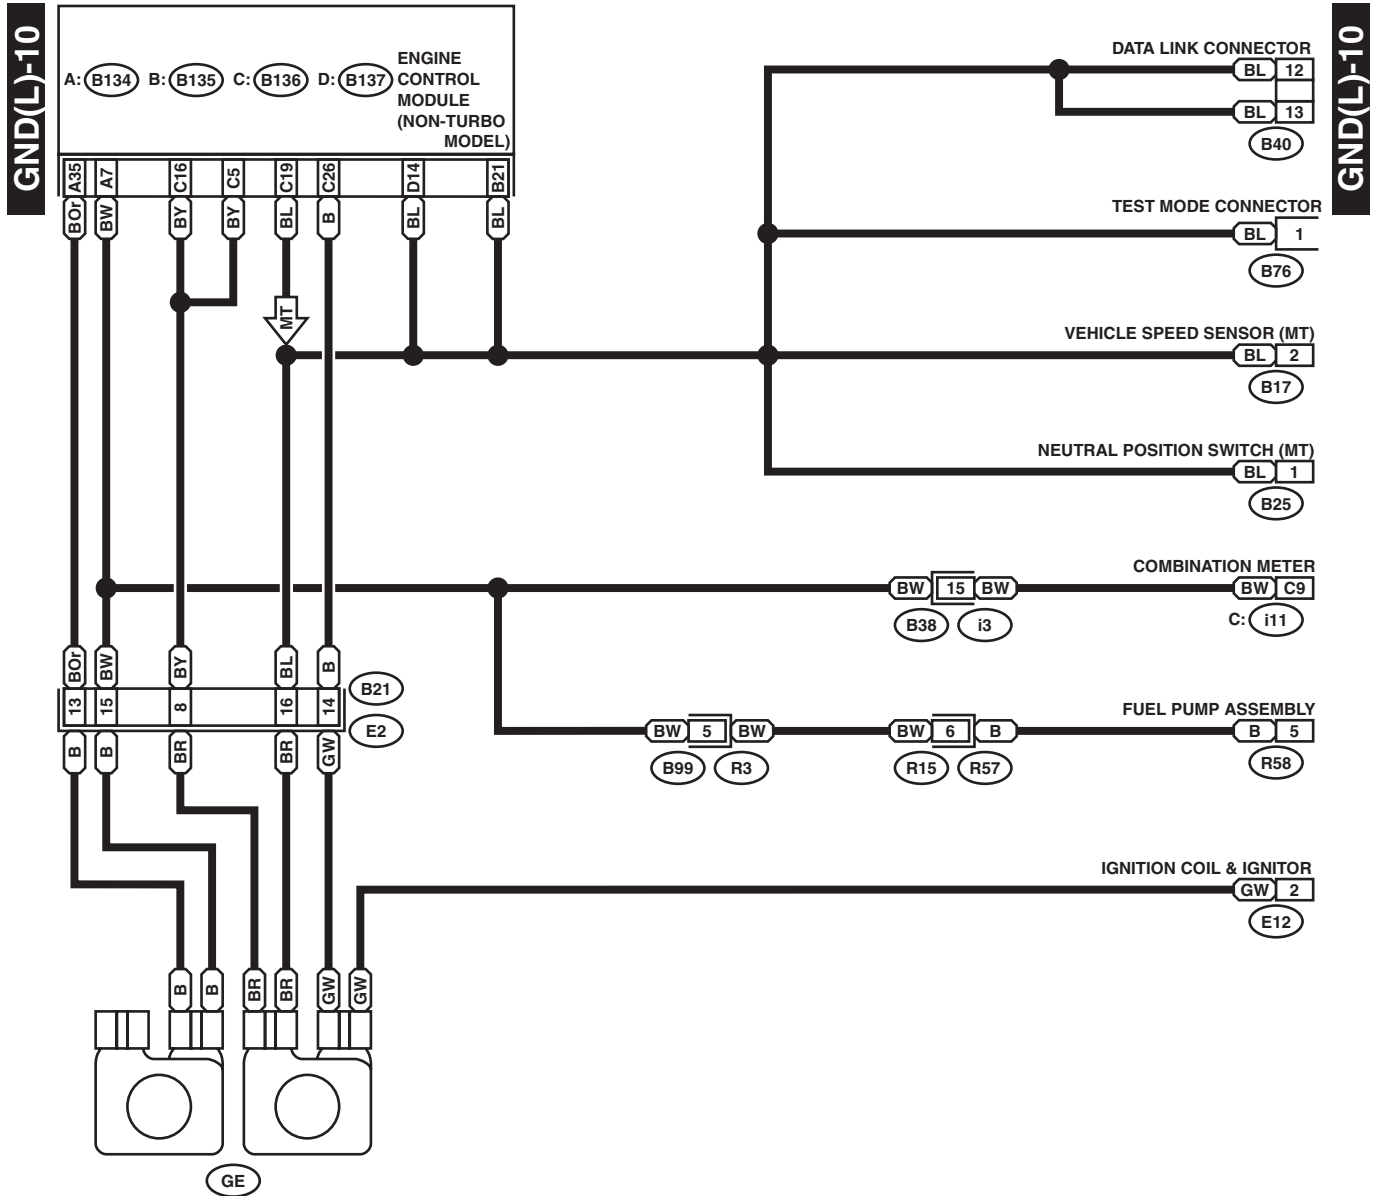 GND(L)-10
GND(L)-10
A: B134 B: B135 C: B136 D: B137
ENGINE
CONTROL
MODULE
(NON-TURBO
MODEL)
A35 A7 C16 C5 C19 C26 D14 B21
BOr BW BY BY BL B BL BL
MT
DATA LINK CONNECTOR
BL 12
BL 13
B40
TEST MODE CONNECTOR
BL 1
B76
VEHICLE SPEED SENSOR (MT)
BL 2
B17
NEUTRAL POSITION SWITCH (MT)
BL 1
B25
COMBINATION METER
BW 15 BW BW C9
B38 i3 C: i11
BOr BW BY BL B
13 15 8 16 14
B21
E2
B B BR BR GW
FUEL PUMP ASSEMBLY
BW 5 BW BW 6 B B 5
B99 R3 R15 R57 R58
IGNITION COIL & IGNITOR
GW 2
E12
B B BR BR GW GW
GE